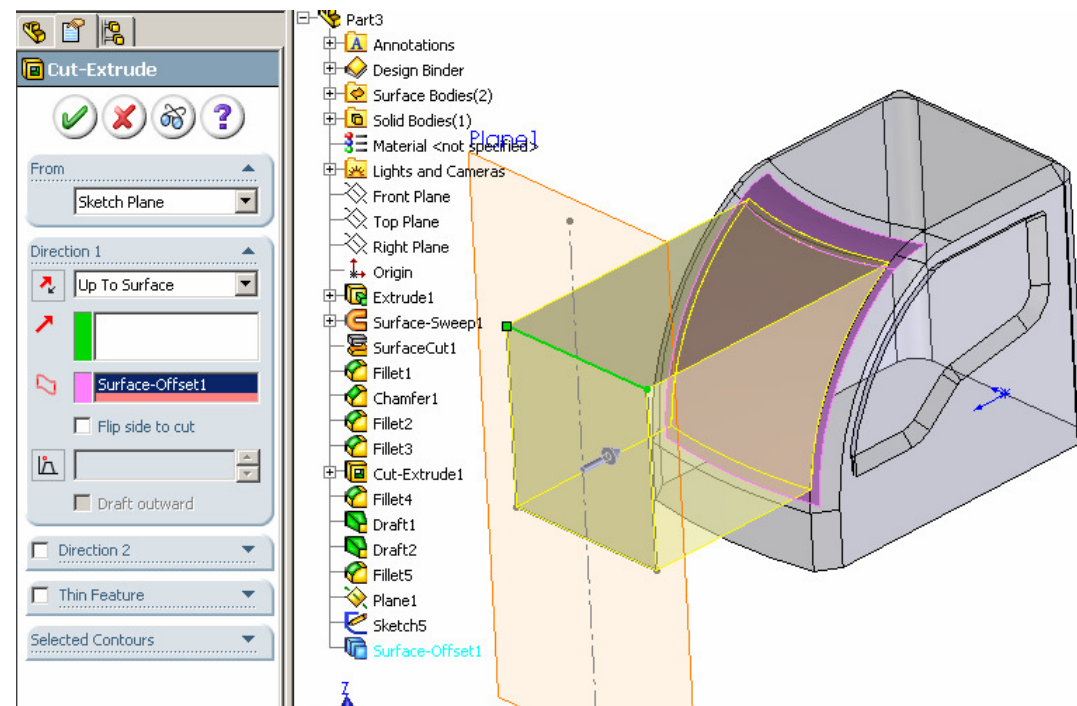 Cut-Extrude
?
From
Sketch Plane
Direction 1
Up To Surface
Surface-Offset1
Flip side to cut
Draft outward
Direction 2
Thin Feature
Selected Contours
Part3
Annotations
Design Binder
Surface Bodies(2)
Solid Bodies(1)
Material <not specified>
Lights and Cameras
Front Plane
Top Plane
Right Plane
Origin
Extrude1
Surface-Sweep1
SurfaceCut1
Fillet1
Chamfer1
Fillet2
Fillet3
Cut-Extrude1
Fillet4
Draft1
Draft2
Fillet5
Plane1
Sketch5
Surface-Offset1
Plane1
Z